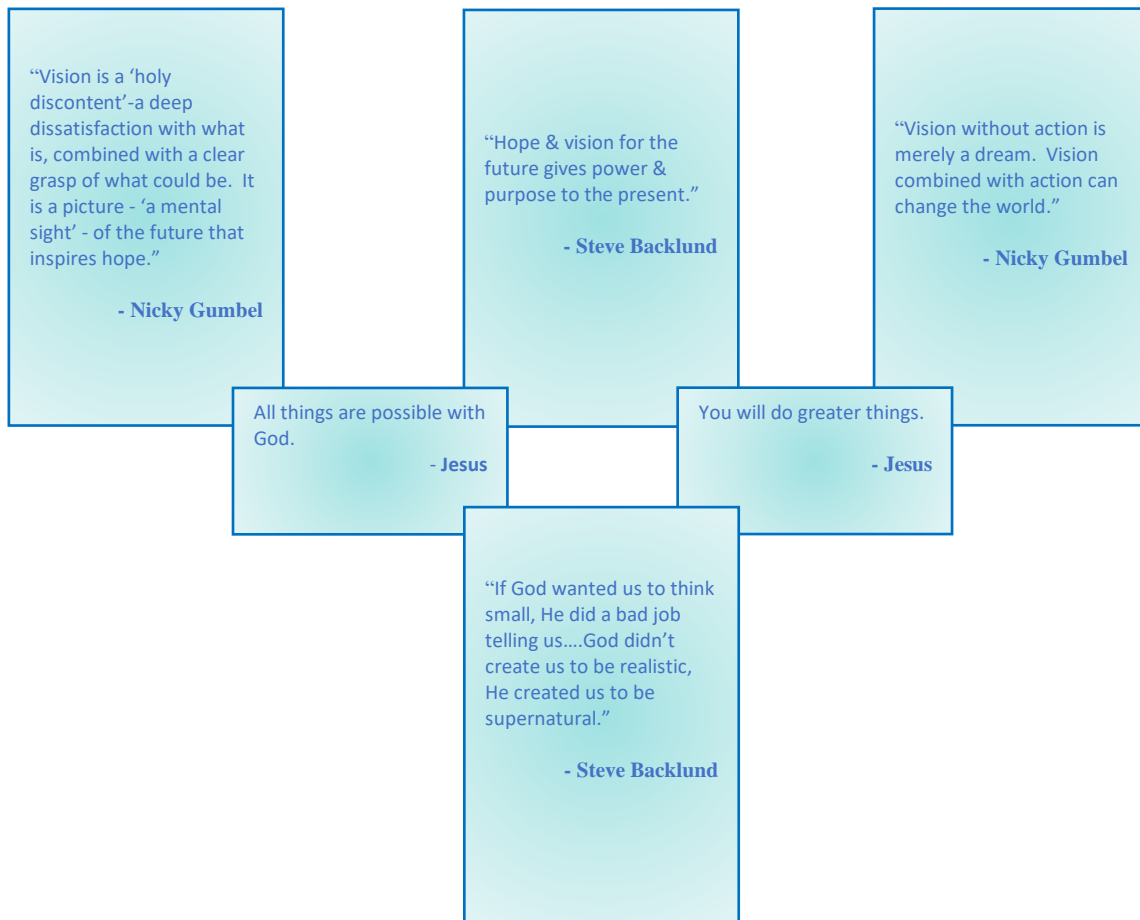 “Vision is a ‘holy
discontent’-a deep
dissatisfaction with what
is, combined with a clear
grasp of what could be.  It
is a picture - ‘a mental
sight’ - of the future that
inspires hope.”
- Nicky Gumbel
“Hope & vision for the
future gives power &
purpose to the present.”
- Steve Backlund
“Vision without action is
merely a dream.  Vision
combined with action can
change the world.”
- Nicky Gumbel
All things are possible with
God.
- Jesus
You will do greater things.
- Jesus
“If God wanted us to think
small, He did a bad job
telling us....God didn’t
create us to be realistic,
He created us to be
supernatural.”
- Steve Backlund